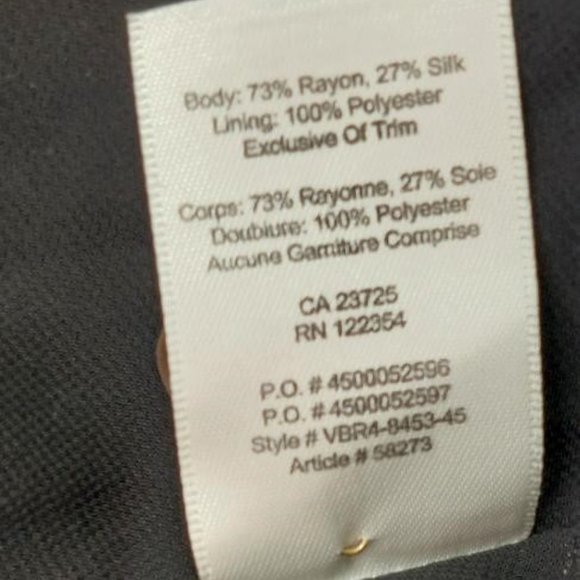 Body: 73% Rayon, 27% Silk
Lining: 100% Polyester
Exclusive Of Trim
Corps: 73% Rayonne, 27% Soie
Doublure: 100% Polyester
Aucune Garniture Comprise
CA 23725
RN 122354
P.O. # 4500052596
P.O. # 4500052597
Style # VBR4-8453-45
Article # 58273